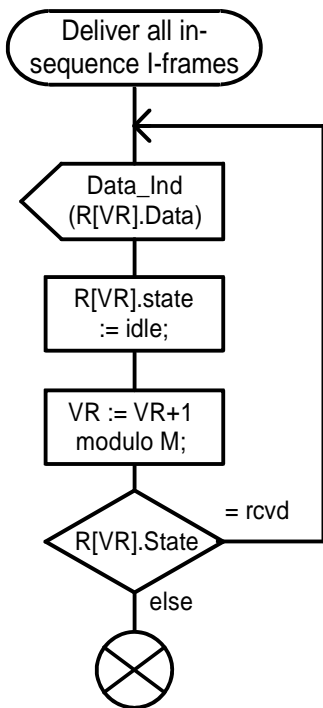 Deliver all in-
sequence I-frames
Data_Ind
(R[VR].Data)
R[VR].state
:= idle;
VR := VR+1
modulo M;
R[VR].State
= rcvd
else